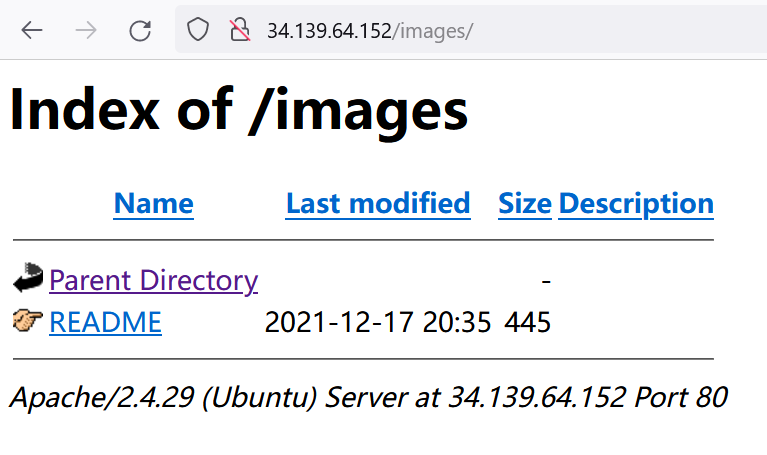 34.139.64.152/images/
Index of /images
Name Last modified Size Description
Parent Directory -
README 2021-12-17 20:35 445
Apache/2.4.29 (Ubuntu) Server at 34.139.64.152 Port 80